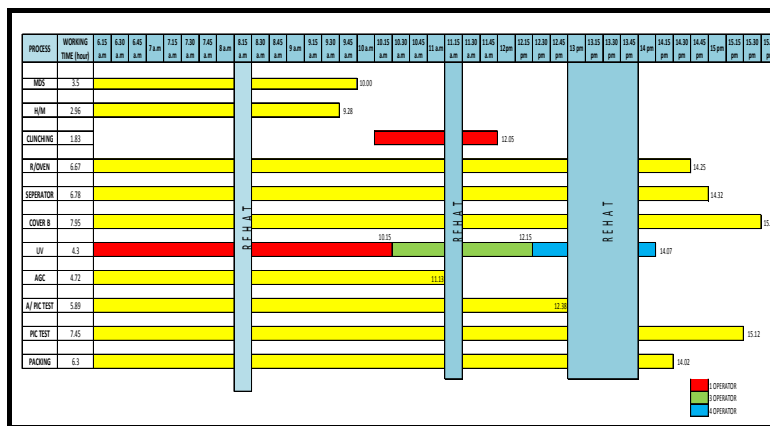 PROCESS
WORKING TIME (hour)
6.15 a.m
6.30 a.m
6.45 a.m
7 a.m
7.15 a.m
7.30 a.m
7.45 a.m
8 a.m
8.15 a.m
8.30 a.m
8.45 a.m
9 a.m
9.15 a.m
9.30 a.m
9.45 a.m
10 a.m
10.15 a.m
10.30 a.m
10.45 a.m
11 a.m
11.15 a.m
11.30 a.m
11.45 a.m
12pm
12.15 pm
12.30 pm
12.45 pm
13 pm
13.15 pm
13.30 pm
13.45 pm
14 pm
14.15 pm
14.30 pm
14.45 pm
15 pm
15.15 pm
15.30 pm
MDS 3.5 10.00
H/M 2.96 9.28
CLINCHING 1.83 12.05
R/OVEN 6.67 14.25
SEPERATOR 6.78 14.32
COVER B 7.95
UV 4.3 10.15 12.15 14.07
AGC 4.72 11.13
A/ PIC TEST 5.89 12.38
PIC TEST 7.45 15.12
PACKING 6.3 14.02
REHAT
REHAT
REHAT
1 OPERATOR
3 OPERATOR
4 OPERATOR